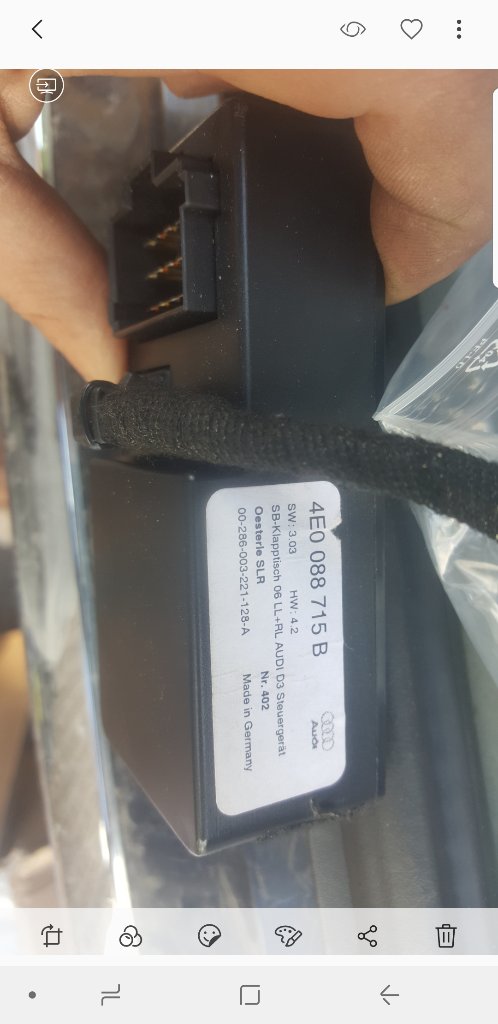 4E0 088 715 B
SW: 3.03 HW: 4.2
SB-Klapptisch 06 LL+RL AUDI D3 Steuergerät
Oesterle SLR Nr. 402
00-286-003-221-128-A Made in Germany
Audi